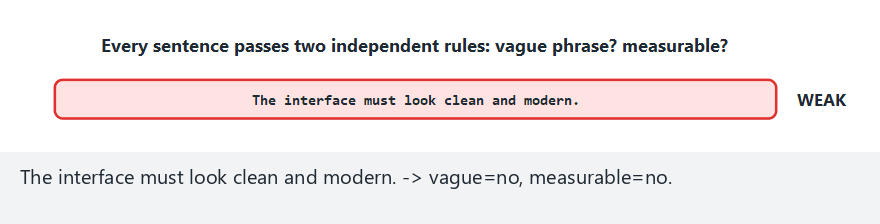 Every sentence passes two independent rules: vague phrase? measurable?
The interface must look clean and modern.
WEAK
The interface must look clean and modern. -> vague=no, measurable=no.